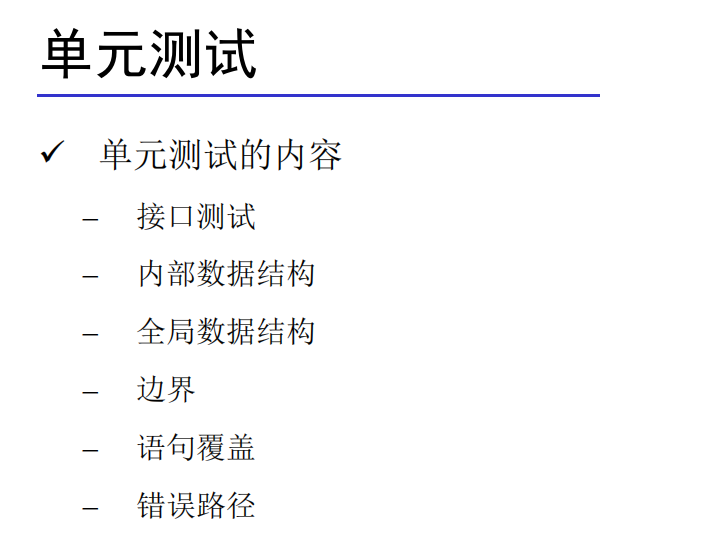 单元测试
✓ 单元测试的内容
– 接口测试
– 内部数据结构
– 全局数据结构
– 边界
– 语句覆盖
– 错误路径